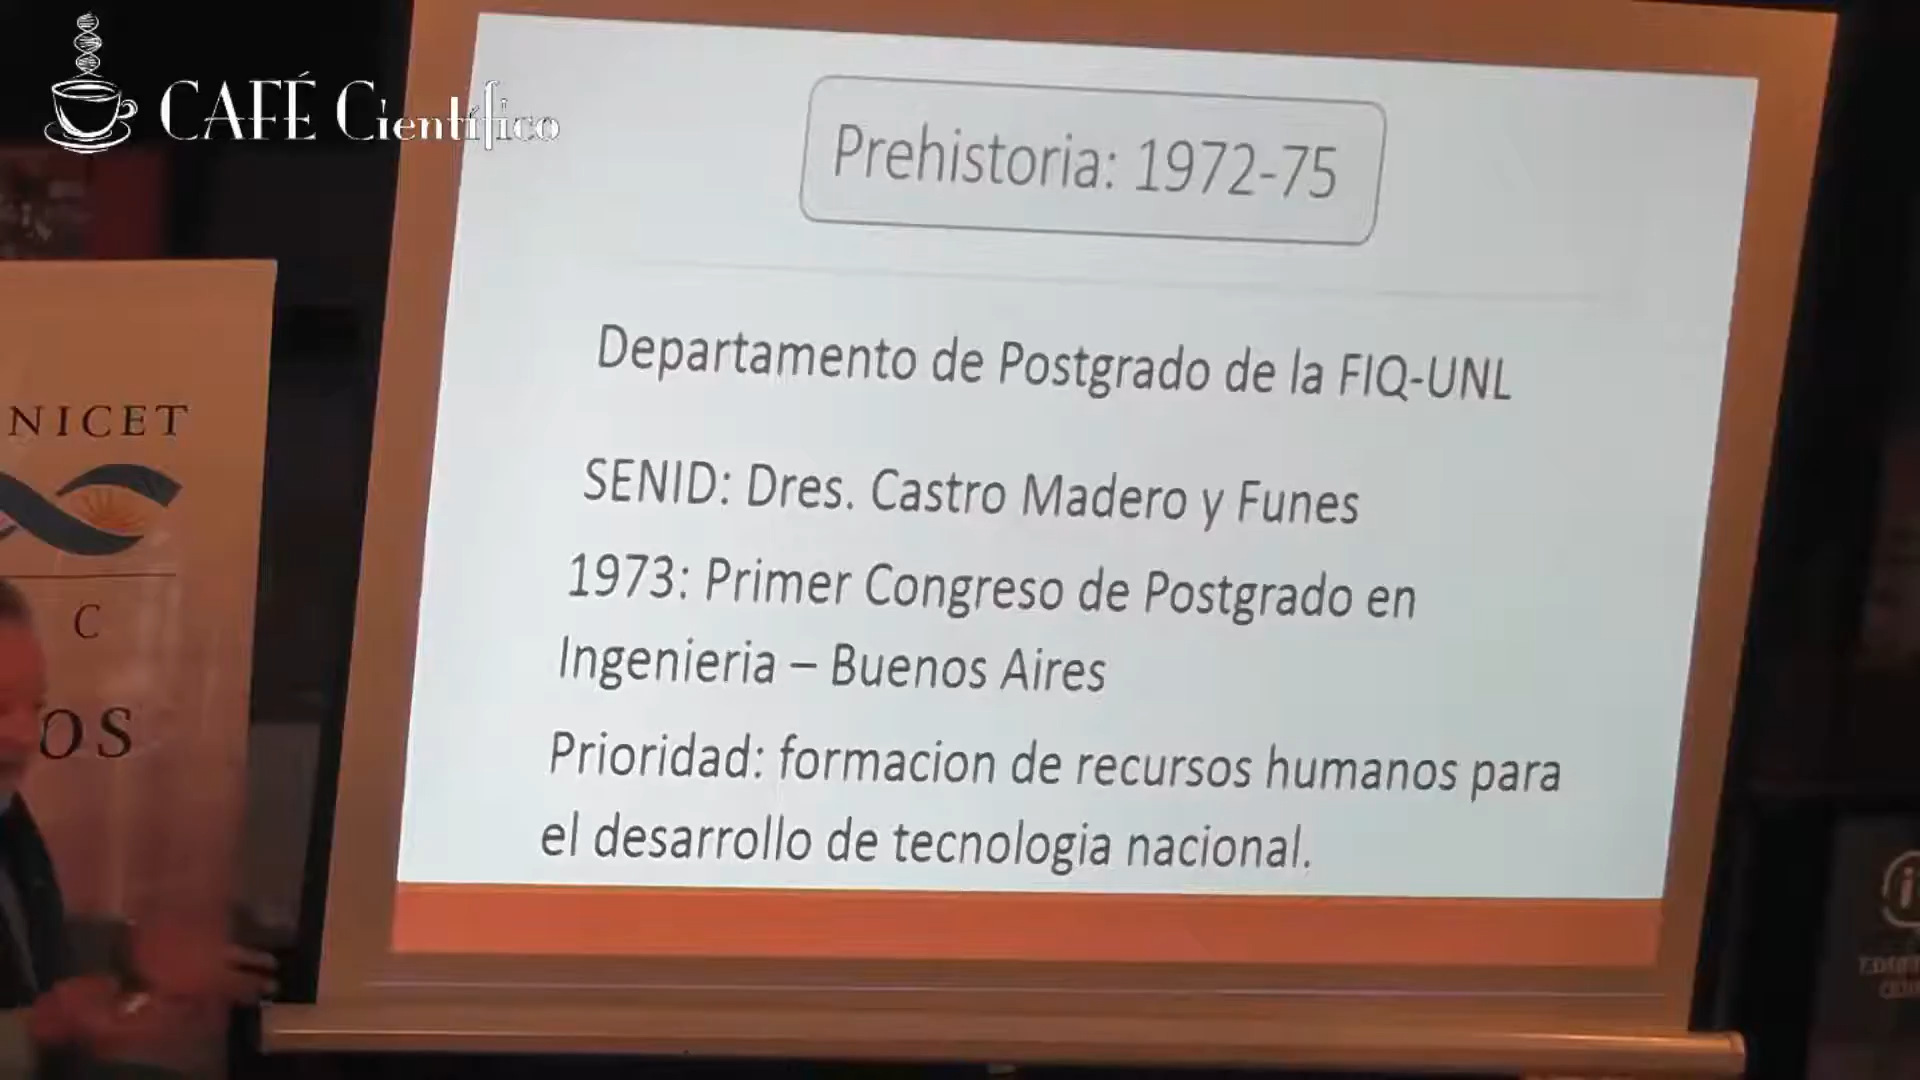 CAFÉ Científico
Prehistoria: 1972-75
Departamento de Postgrado de la FIQ-UNL
SENID: Dres. Castro Madero y Funes
1973: Primer Congreso de Postgrado en
Ingenieria – Buenos Aires
Prioridad: formacion de recursos humanos para
el desarrollo de tecnologia nacional.
NICET
C
OS